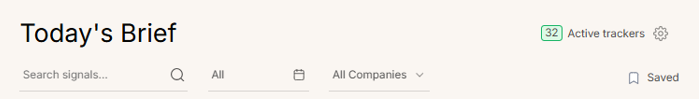 Today's Brief
32 Active trackers
Search signals...
All
All Companies
Saved